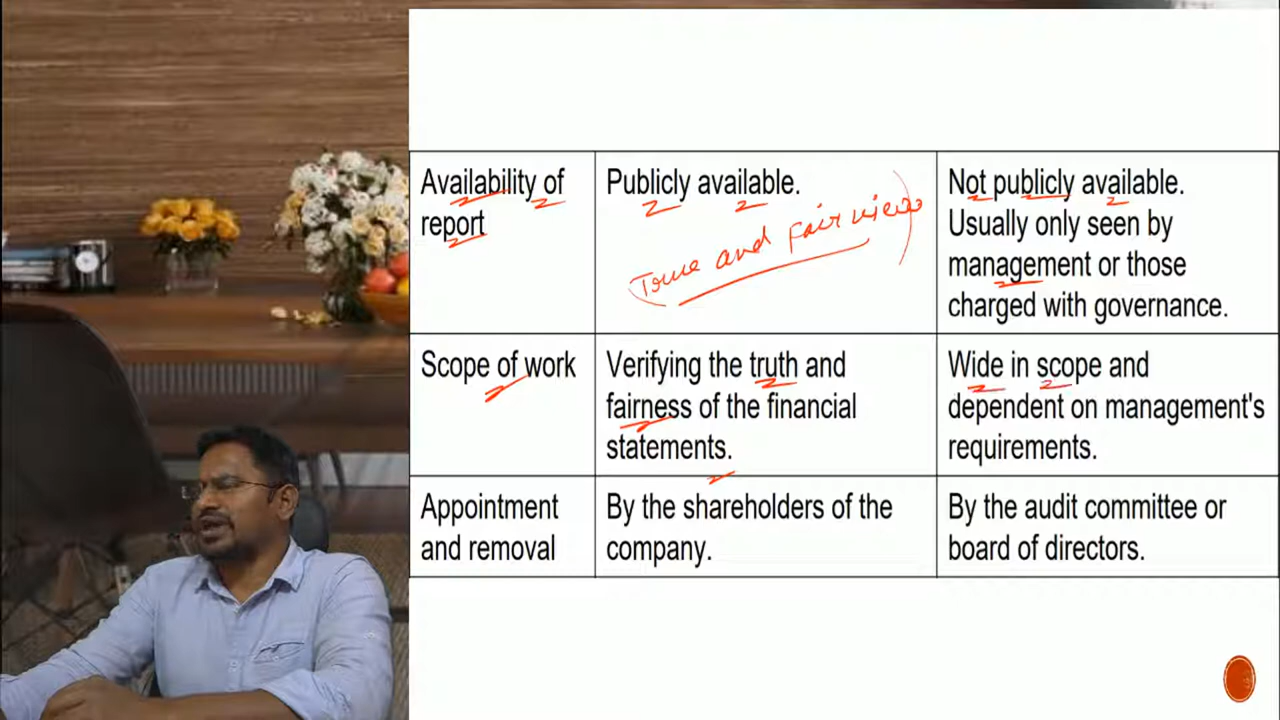 Availability of
report
Publicly available.
True and Fair view
Not publicly available.
Usually only seen by
management or those
charged with governance.
Scope of work
Verifying the truth and
fairness of the financial
statements.
Wide in scope and
dependent on management's
requirements.
Appointment
and removal
By the shareholders of the
company.
By the audit committee or
board of directors.